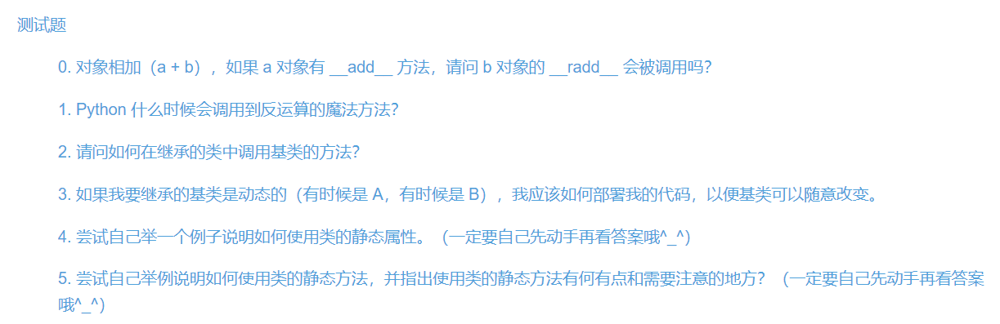 测试题
0. 对象相加（a + b），如果 a 对象有 __add__ 方法，请问 b 对象的 __radd__ 会被调用吗？
1. Python 什么时候会调用到反运算的魔法方法？
2. 请问如何在继承的类中调用基类的方法？
3. 如果我要继承的基类是动态的（有时候是 A，有时候是 B），我应该如何部署我的代码，以便基类可以随意改变。
4. 尝试自己举一个例子说明如何使用类的静态属性。（一定要自己先动手再看答案哦^_^）
5. 尝试自己举例说明如何使用类的静态方法，并指出使用类的静态方法有何有点和需要注意的地方？（一定要自己先动手再看答案
哦^_^）